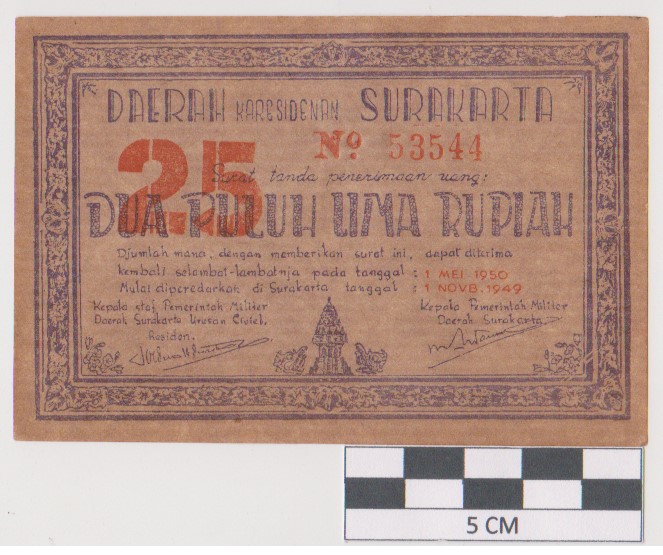 DAERAH KARESIDENAN SURAKARTA
25
No. 53544
Surat tanda penerimaan uang:
DUA PULUH LIMA RUPIAH
Djumlah mana, dengan memberikan surat ini, dapat diterima
kembali selambat-lambatnja pada tanggal : 1 MEI 1950
Mulai diperedarkan di Surakarta tanggal : 1 NOVB. 1949
Kepala staf Pemerintah Militer
Daerah Surakarta Urusan Civiel.
Residen.
Kepala Pemerintah Militer
Daerah Surakarta
5 CM